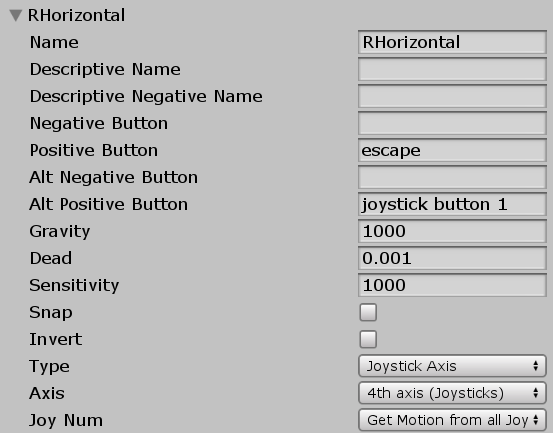 RHorizontal
Name RHorizontal
Descriptive Name
Descriptive Negative Name
Negative Button
Positive Button escape
Alt Negative Button
Alt Positive Button joystick button 1
Gravity 1000
Dead 0.001
Sensitivity 1000
Snap
Invert
Type Joystick Axis
Axis 4th axis (Joysticks)
Joy Num Get Motion from all Joy